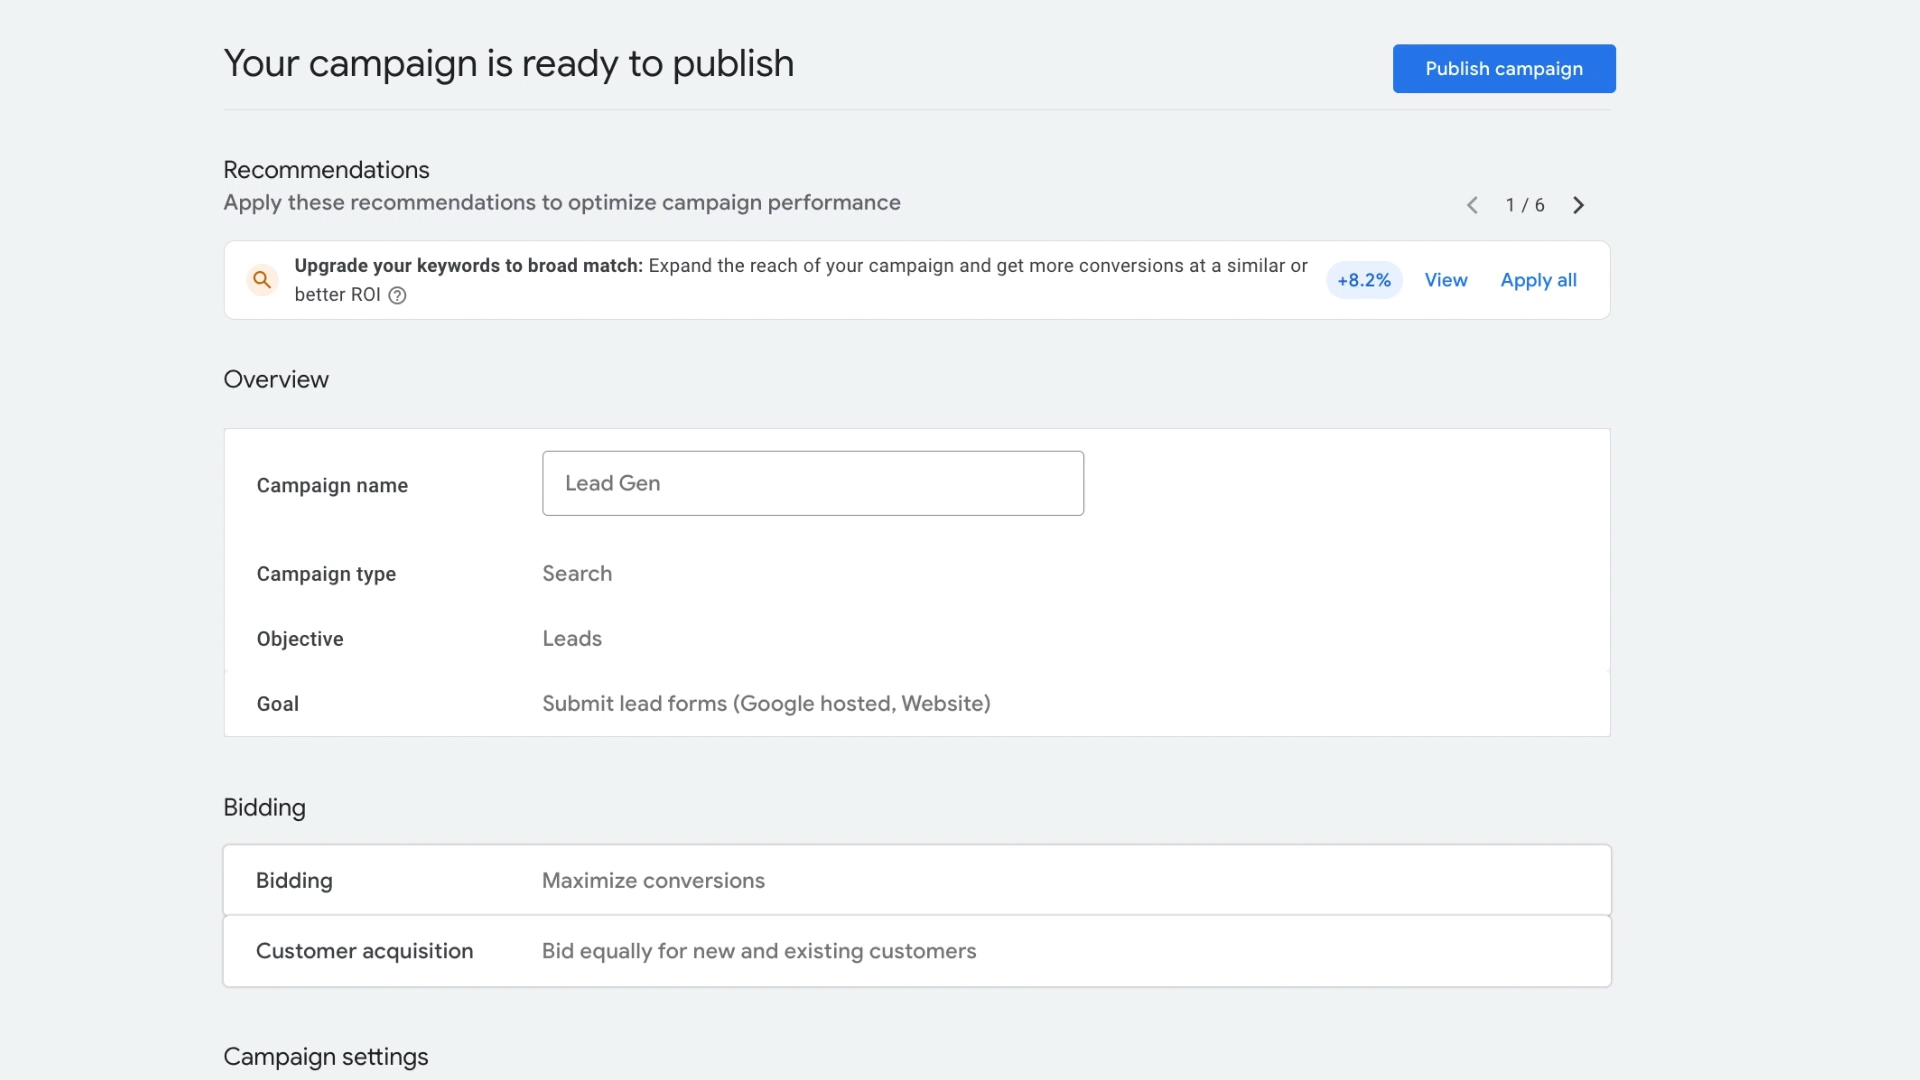 Your campaign is ready to publish
Publish campaign
Recommendations
Apply these recommendations to optimize campaign performance
1 / 6
Upgrade your keywords to broad match: Expand the reach of your campaign and get more conversions at a similar or
better ROI
+8.2%
View
Apply all
Overview
Campaign name
Lead Gen
Campaign type
Search
Objective
Leads
Goal
Submit lead forms (Google hosted, Website)
Bidding
Bidding
Maximize conversions
Customer acquisition
Bid equally for new and existing customers
Campaign settings